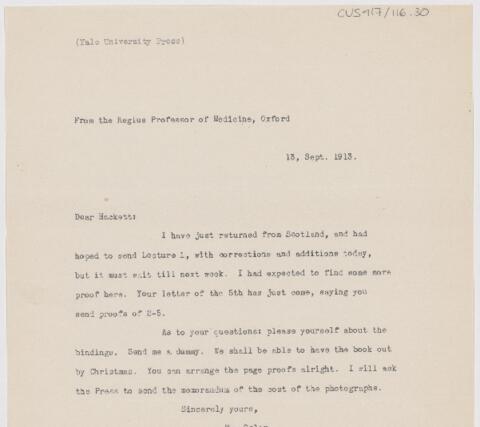 CUS417/116.30
(Yale University Press)
From the Regius Professor of Medicine, Oxford
13, Sept. 1913.
Dear Hackett:
I have just returned from Scotland, and had
hoped to send Lecture 1, with corrections and additions today,
but it must wait till next week. I had expected to find some more
proof here. Your letter of the 5th has just come, saying you
send proofs of 2-5.
As to your questions: please yourself about the
bindings. Send me a dummy. We shall be able to have the book out
by Christmas. You can arrange the page proofs alright. I will ask
the Press to send the memorandum of the cost of the photographs.
Sincerely yours,